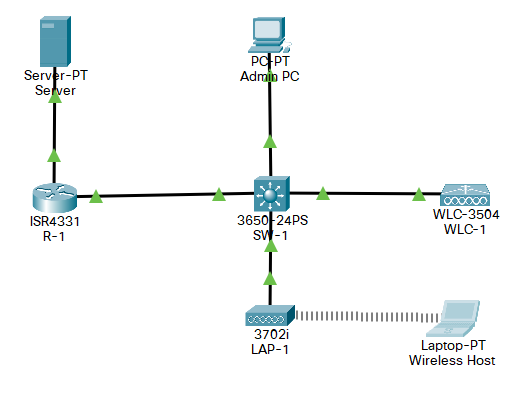 Server-PT
Server
PC-PT
Admin PC
ISR4331
R-1
3650-24PS
SW-1
WLC-3504
WLC-1
3702i
LAP-1
Laptop-PT
Wireless Host